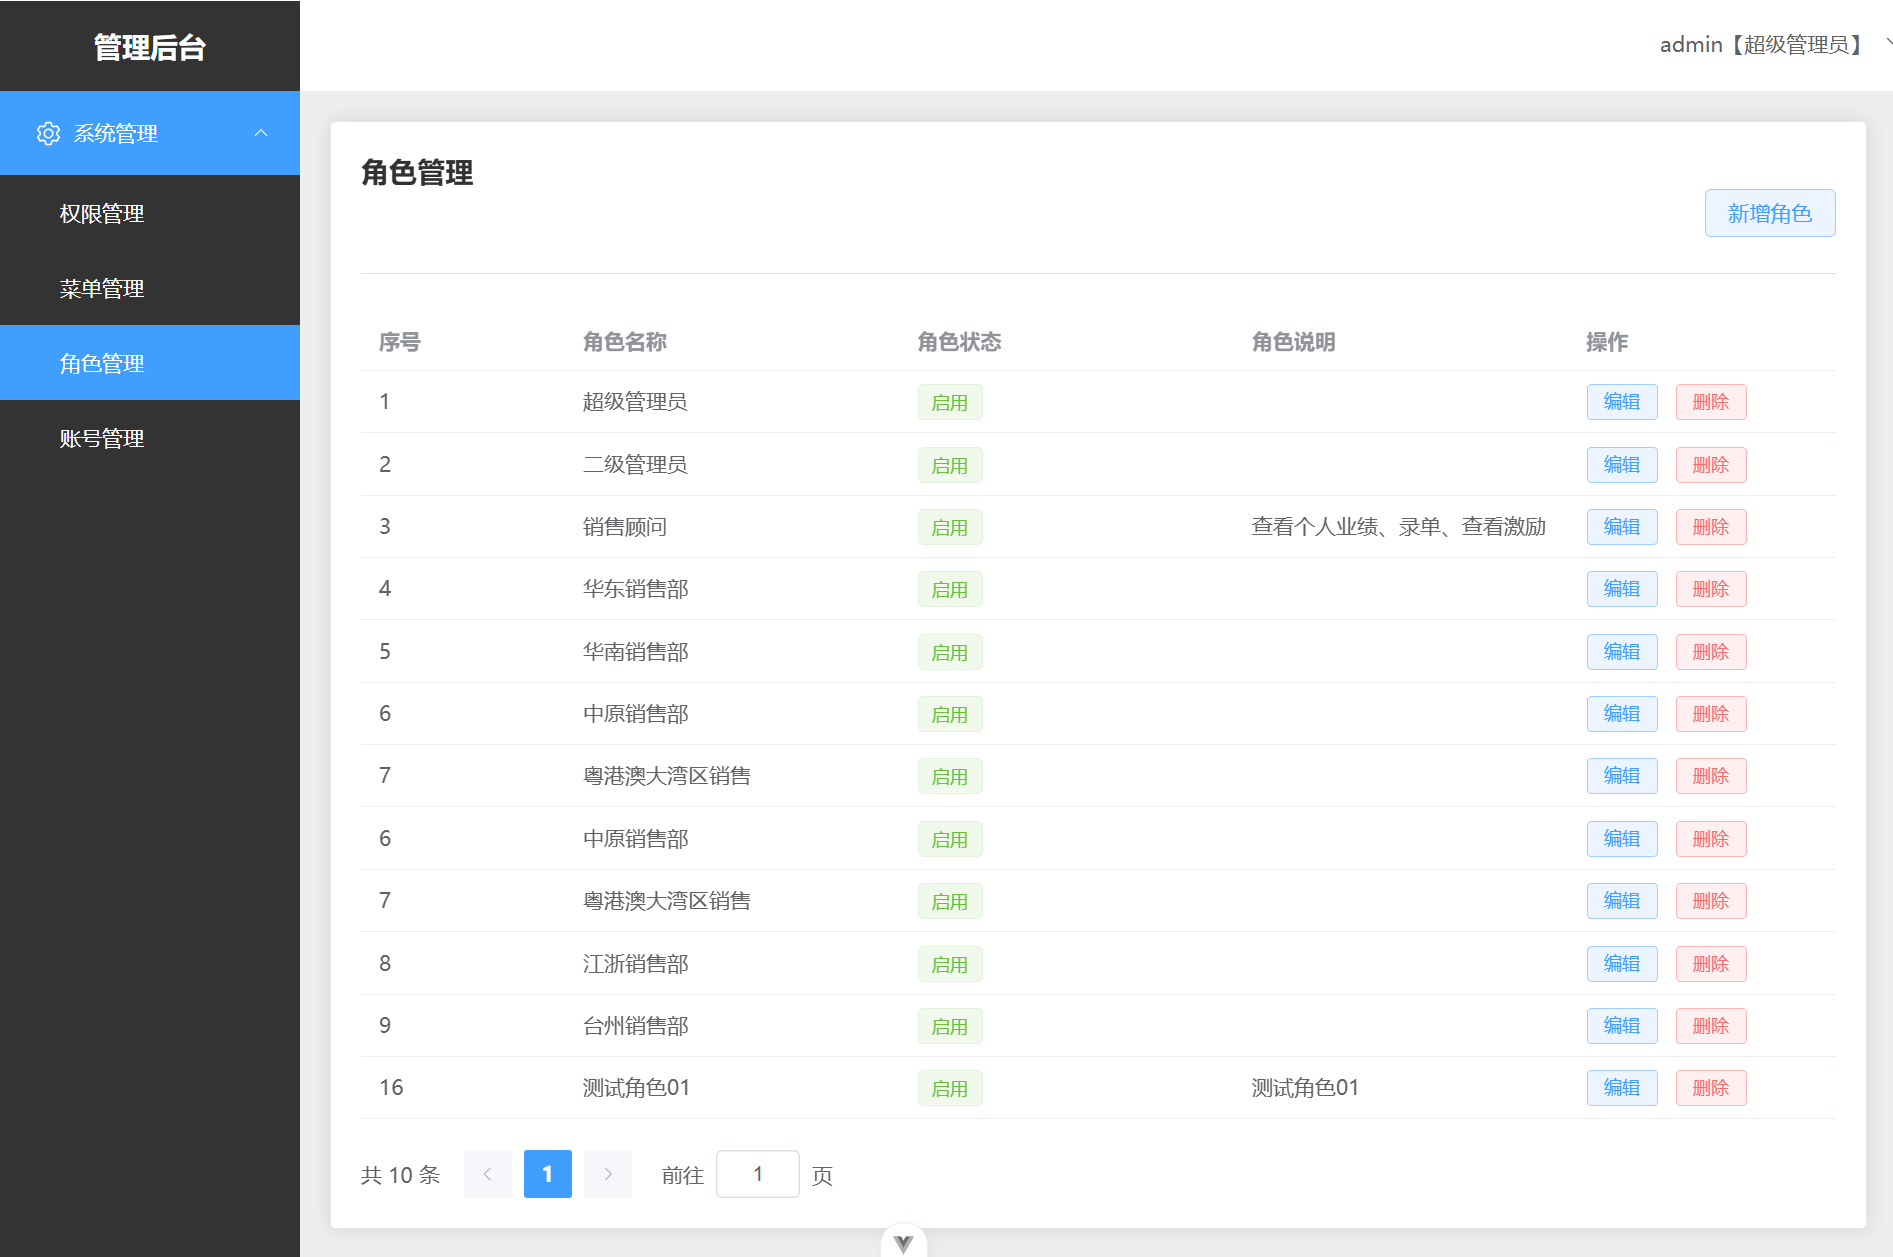 管理后台
admin【超级管理员】
系统管理
权限管理
菜单管理
角色管理
账号管理
角色管理
新增角色
序号 角色名称 角色状态 角色说明 操作
1 超级管理员 启用 编辑 删除
2 二级管理员 启用 编辑 删除
3 销售顾问 启用 查看个人业绩、录单、查看激励 编辑 删除
4 华东销售部 启用 编辑 删除
5 华南销售部 启用 编辑 删除
6 中原销售部 启用 编辑 删除
7 粤港澳大湾区销售 启用 编辑 删除
6 中原销售部 启用 编辑 删除
7 粤港澳大湾区销售 启用 编辑 删除
8 江浙销售部 启用 编辑 删除
9 台州销售部 启用 编辑 删除
16 测试角色01 启用 测试角色01 编辑 删除
共 10 条 1 前往 1 页